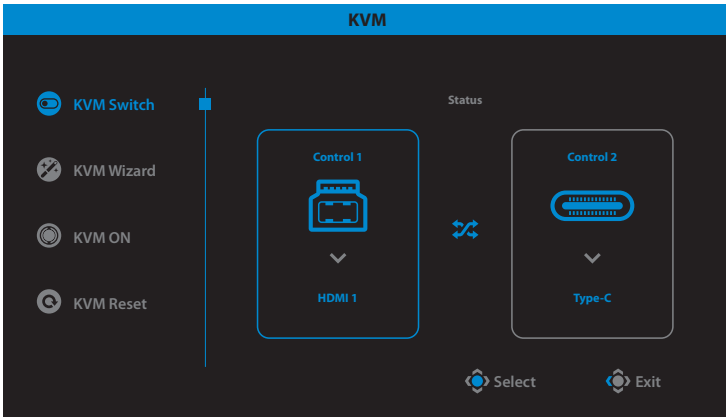 KVM
KVM Switch
KVM Wizard
KVM ON
KVM Reset
Status
Control 1
HDMI 1
Control 2
Type-C
Select
Exit